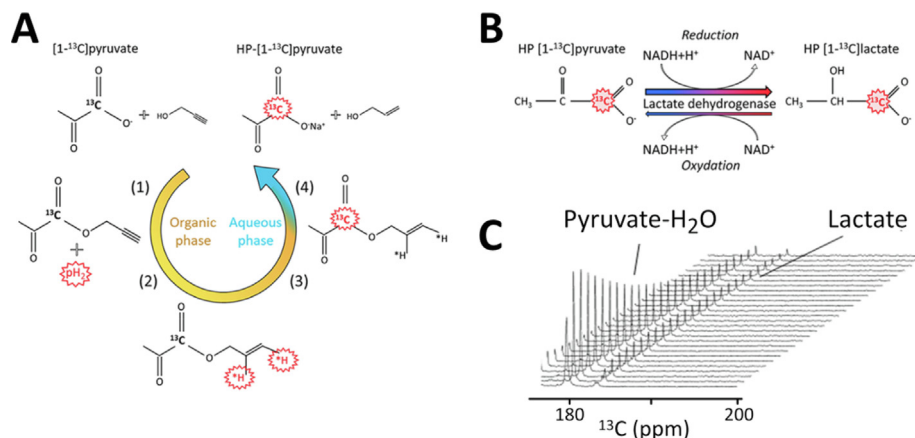 A
[1-¹³C]pyruvate
HP-[1-¹³C]pyruvate
O
¹³C
O⁻
O
÷
HO
O
¹³C
O⁻Na⁺
O
÷
HO
(1)
(4)
O
¹³C
O
O
÷
pH₂
Organic phase
Aqueous phase
O
¹³C
O
O
*H
*H
(2)
(3)
O
¹³C
O
O
*H
*H
B
HP [1-¹³C]pyruvate
Reduction
HP [1-¹³C]lactate
NADH+H⁺
NAD⁺
O
CH₃
C
¹³C
O
O⁻
Lactate dehydrogenase
OH
CH₃
CH
¹³C
O
O⁻
NADH+H⁺
NAD⁺
Oxydation
C
Pyruvate-H₂O
Lactate
180
200
¹³C (ppm)